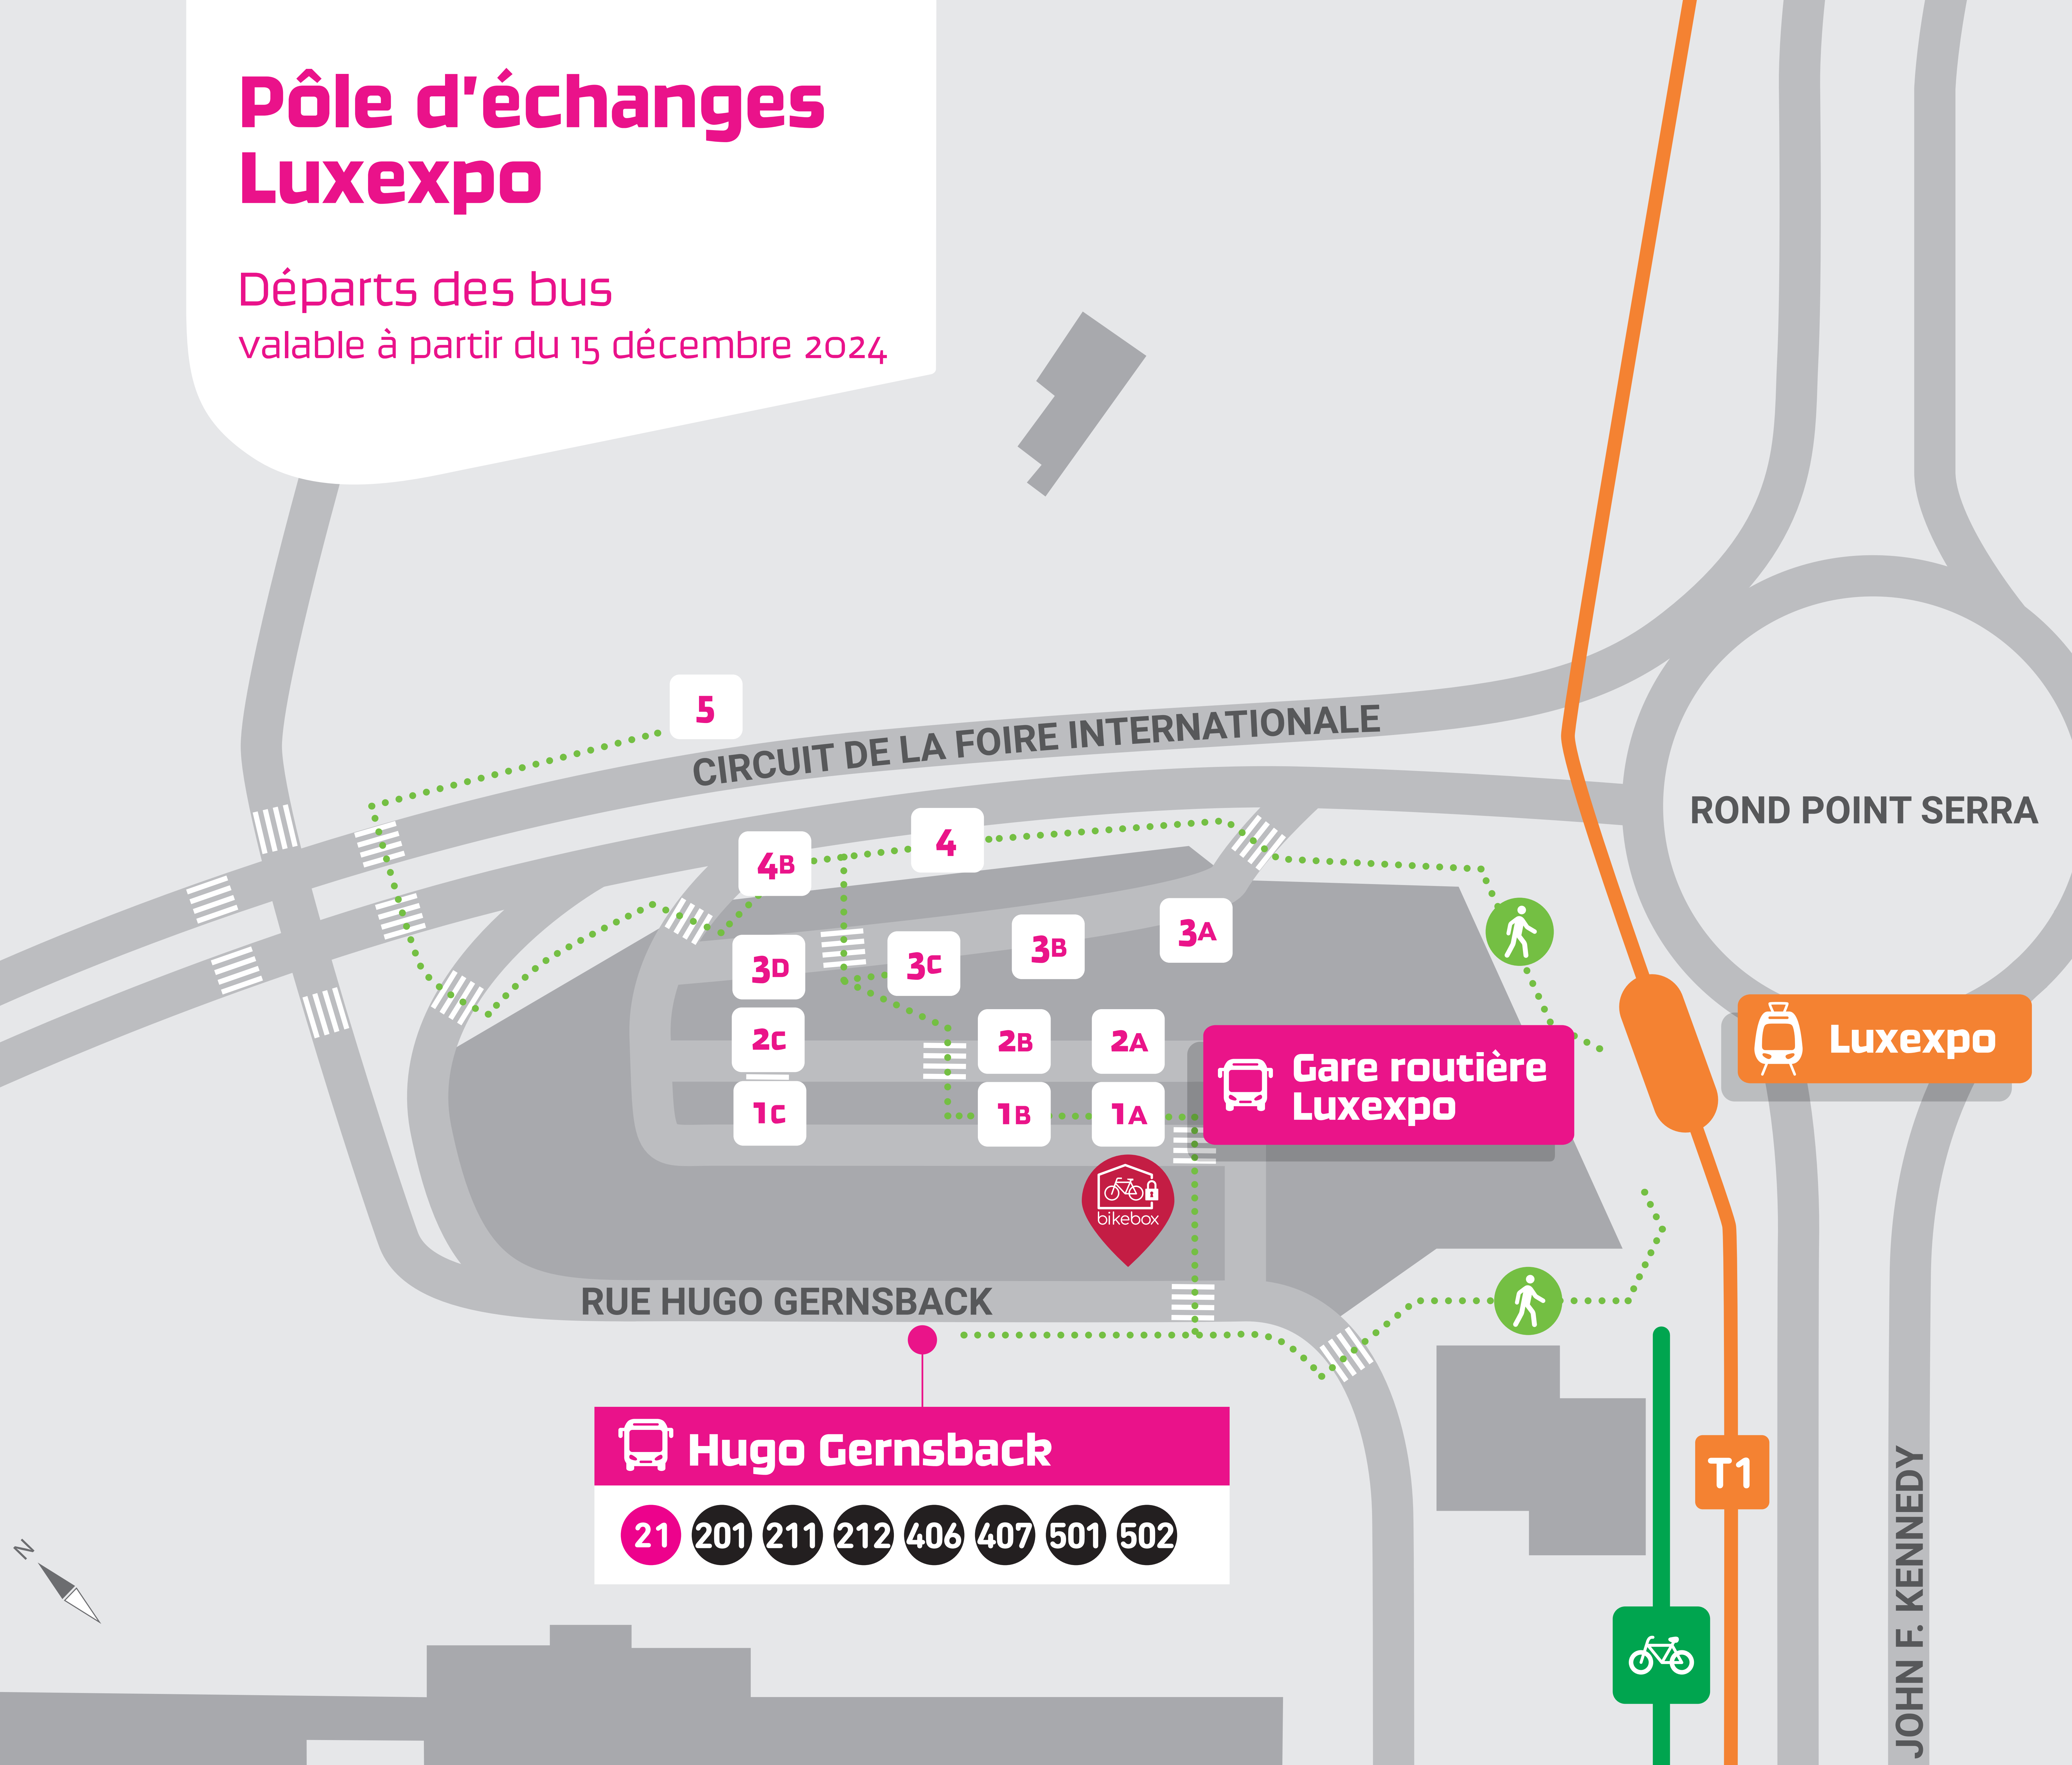 Pôle d'échanges
Luxexpo
Départs des bus
valable à partir du 15 décembre 2024
5
CIRCUIT DE LA FOIRE INTERNATIONALE
ROND POINT SERRA
4
4B
3A
3B
3C
3D
2C
2B
2A
1C
1B
1A
Gare routière
Luxexpo
Luxexpo
bikebox
RUE HUGO GERNSBACK
Hugo Gernsback
21 201 211 212 406 407 501 502
T1
JOHN F. KENNEDY
N